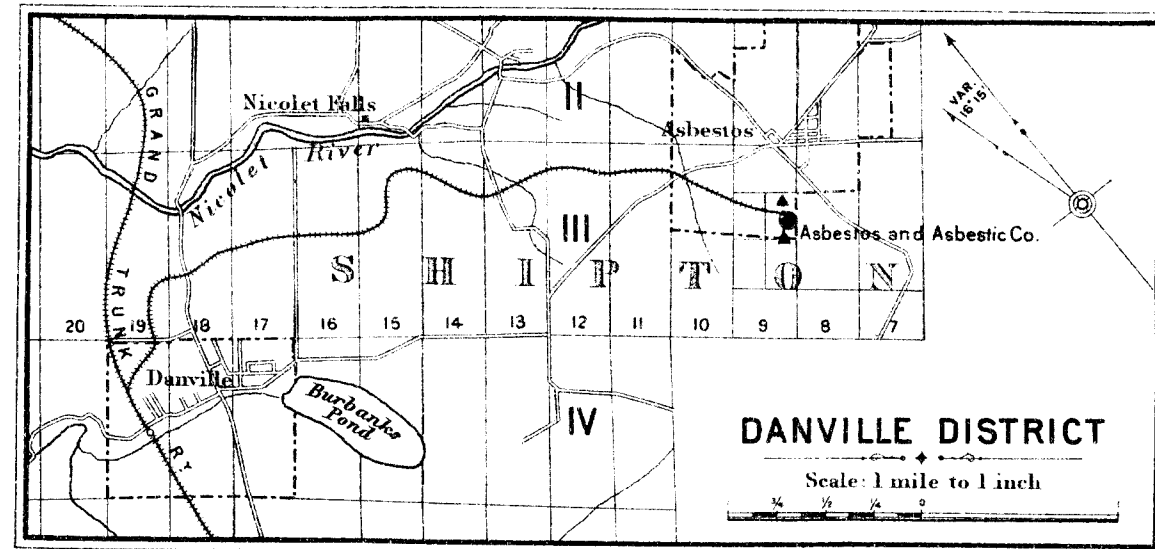 GRAND TRUNK RY
Nicolet Falls
Nicolet River
II
Asbestos
VAR. 16°15'
III
Asbestos and Asbestic Co.
SHIPTON
20 19 18 17 16 15 14 13 12 11 10 9 8 7
Danville
Burbanks
Pond
IV
DANVILLE DISTRICT
Scale: 1 mile to 1 inch
¾ ½ ¼ 0